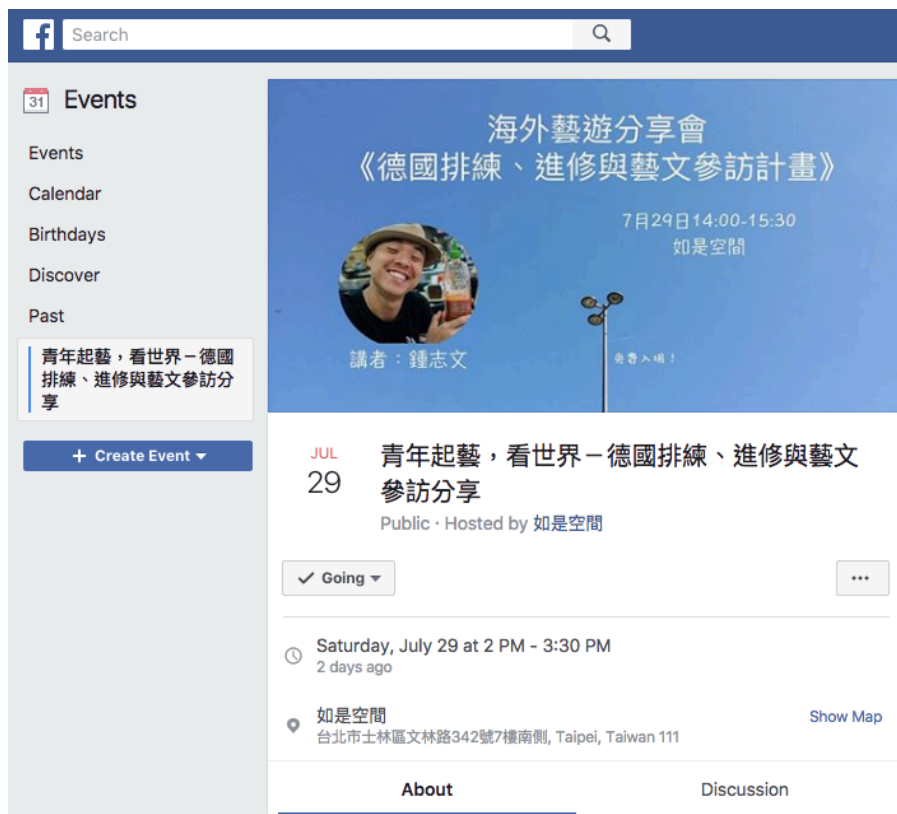 f
Search
31
Events
Events
Calendar
Birthdays
Discover
Past
青年起藝，看世界－德國
排練、進修與藝文參訪分
享
+ Create Event
海外藝遊分享會
《德國排練、進修與藝文參訪計畫》
7月29日14:00-15:30
如是空間
講者：鍾志文
免費入場！
JUL
29
青年起藝，看世界－德國排練、進修與藝文
參訪分享
Public · Hosted by 如是空間
Going
...
Saturday, July 29 at 2 PM - 3:30 PM
2 days ago
如是空間
Show Map
台北市士林區文林路342號7樓南側, Taipei, Taiwan 111
About
Discussion